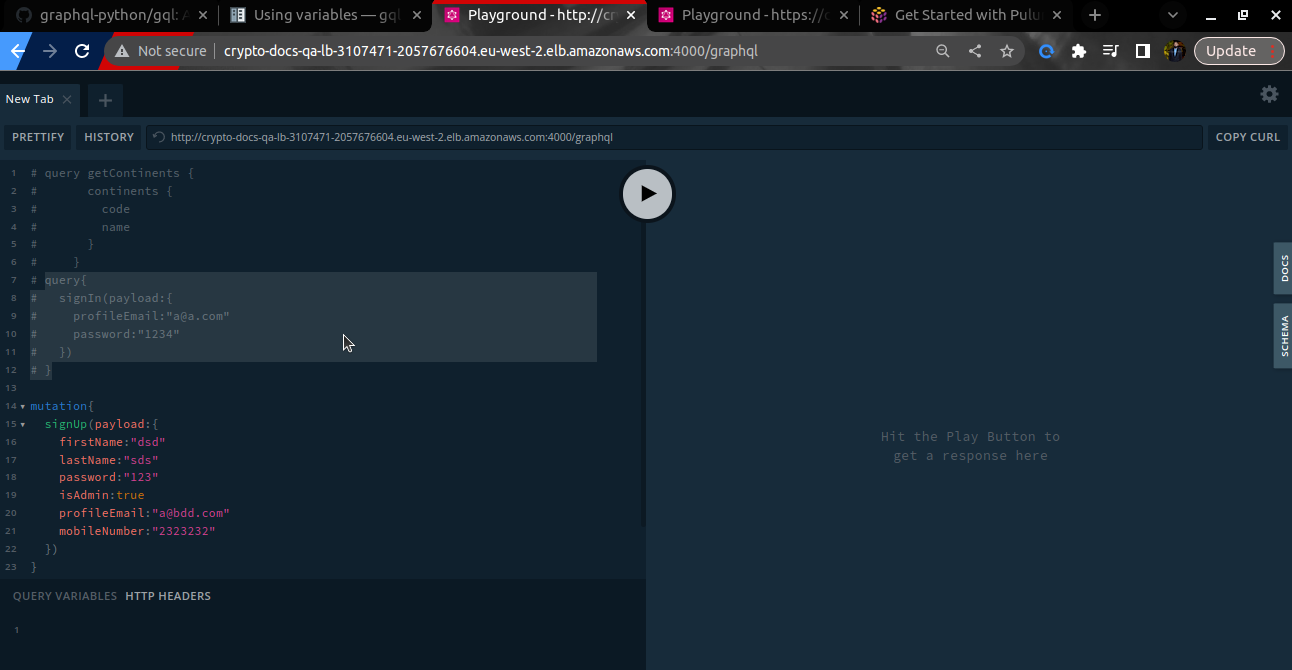 graphql-python/gql: A
Using variables — gql
Playground - http://cr
Playground - https://c
Get Started with Pulu
Not secure
crypto-docs-qa-lb-3107471-2057676604.eu-west-2.elb.amazonaws.com:4000/graphql
Update
New Tab
PRETTIFY
HISTORY
http://crypto-docs-qa-lb-3107471-2057676604.eu-west-2.elb.amazonaws.com:4000/graphql
COPY CURL
1 # query getContinents {
2 # continents {
3 # code
4 # name
5 # }
6 # }
7 # query{
8 # signIn(payload:{
9 # profileEmail:"a@a.com"
10 # password:"1234"
11 # })
12 # }
13
14 mutation{
15 signUp(payload:{
16 firstName:"dsd"
17 lastName:"sds"
18 password:"123"
19 isAdmin:true
20 profileEmail:"a@bdd.com"
21 mobileNumber:"2323232"
22 })
23 }
Hit the Play Button to
get a response here
DOCS
SCHEMA
QUERY VARIABLES
HTTP HEADERS
1